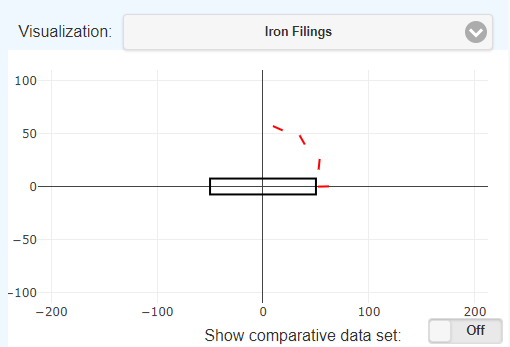 Visualization: Iron Filings
100
50
0
−50
−100
−200 −100 0 100 200
Show comparative data set: Off